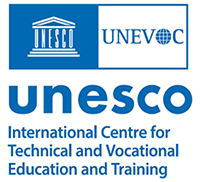 UNESCO
UNEVOC
unesco
International Centre for
Technical and Vocational
Education and Training